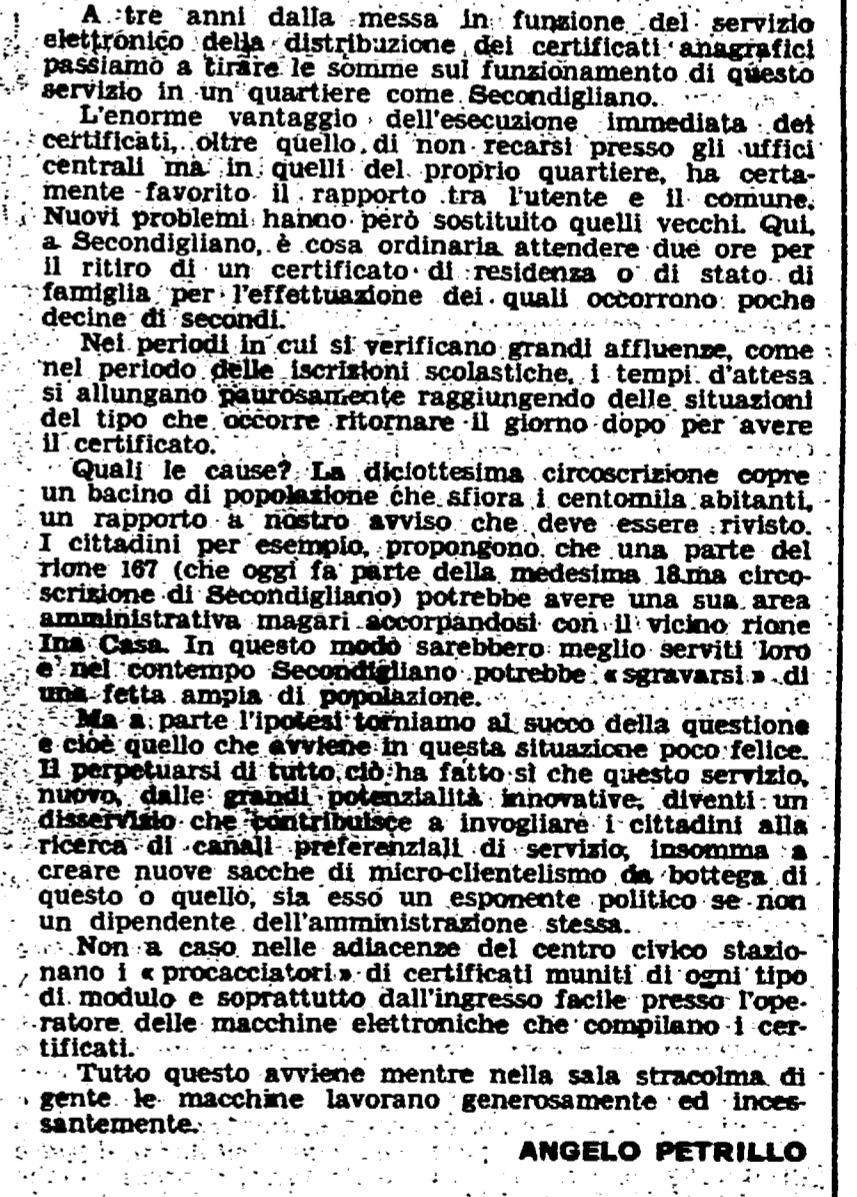 A tre anni dalla messa in funzione del servizio
elettronico della distribuzione dei certificati anagrafici
passiamo a tirare le somme sul funzionamento di questo
servizio in un quartiere come Secondigliano.
L'enorme vantaggio dell'esecuzione immediata dei
certificati, oltre quello di non recarsi presso gli uffici
centrali ma in quelli del proprio quartiere, ha certa-
mente favorito il rapporto tra l'utente e il comune.
Nuovi problemi hanno però sostituito quelli vecchi. Qui,
a Secondigliano, è cosa ordinaria attendere due ore per
il ritiro di un certificato di residenza o di stato di
famiglia per l'effettuazione dei quali occorrono poche
decine di secondi.
Nei periodi in cui si verificano grandi affluenze, come
nel periodo delle iscrizioni scolastiche, i tempi d'attesa
si allungano paurosamente raggiungendo delle situazioni
del tipo che occorre ritornare il giorno dopo per avere
il certificato.
Quali le cause? La diciottesima circoscrizione copre
un bacino di popolazione che sfiora i centomila abitanti,
un rapporto a nostro avviso che deve essere rivisto.
I cittadini per esempio, propongono che una parte del
rione 167 (che oggi fa parte della medesima 18.ma circo-
scrizione di Secondigliano) potrebbe avere una sua area
amministrativa magari accorpandosi con il vicino rione
Ina Casa. In questo modo sarebbero meglio serviti loro
e nel contempo Secondigliano potrebbe « sgravarsi » di
una fetta ampia di popolazione.
Ma a parte l'ipotesi torniamo al succo della questione
e cioè quello che avviene in questa situazione poco felice.
Il perpetuarsi di tutto ciò ha fatto sì che questo servizio,
nuovo, dalle grandi potenzialità innovative, diventi un
disservizio che contribuisce a invogliare i cittadini alla
ricerca di canali preferenziali di servizio, insomma a
creare nuove sacche di micro-clientelismo da bottega di
questo o quello, sia esso un esponente politico se non
un dipendente dell'amministrazione stessa.
Non a caso nelle adiacenze del centro civico stazio-
nano i « procacciatori » di certificati muniti di ogni tipo
di modulo e soprattutto dall'ingresso facile presso l'ope-
ratore delle macchine elettroniche che compilano i cer-
tificati.
Tutto questo avviene mentre nella sala stracolma di
gente le macchine lavorano generosamente ed inces-
santemente.
ANGELO PETRILLO